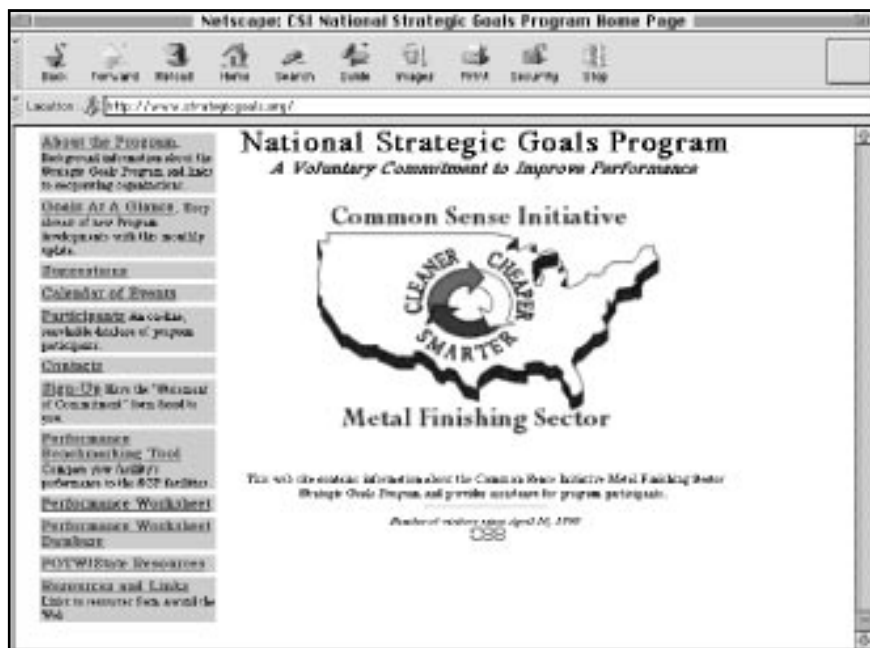 Netscape: CSI National Strategic Goals Program Home Page
Back Forward Reload Home Search Guide Images Print Security Stop
Location: http://www.strategicgoals.org/
About the Program.
Background information about the
Strategic Goals Program and links
to cooperating organizations.
Goals At A Glance. Keep
abreast of new Program
developments with this monthly
update.
Suggestions
Calendar of Events
Participants An on-line,
searchable database of program
participants.
Contacts
Sign-Up Have the "Statement
of Commitment" form faxed to
you.
Performance
Benchmarking Tool
Compare your facility's
performance to the SGP facilities.
Performance Worksheet
Performance Worksheet
Database
POTW/State Resources
Resources and Links
Links to resources from around the
Web
National Strategic Goals Program
A Voluntary Commitment to Improve Performance
Common Sense Initiative
CLEANER CHEAPER
SMARTER
Metal Finishing Sector
This web site contains information about the Common Sense Initiative Metal Finishing Sector
Strategic Goals Program, and provides assistance for program participants.
Number of visitors since April 16, 1998